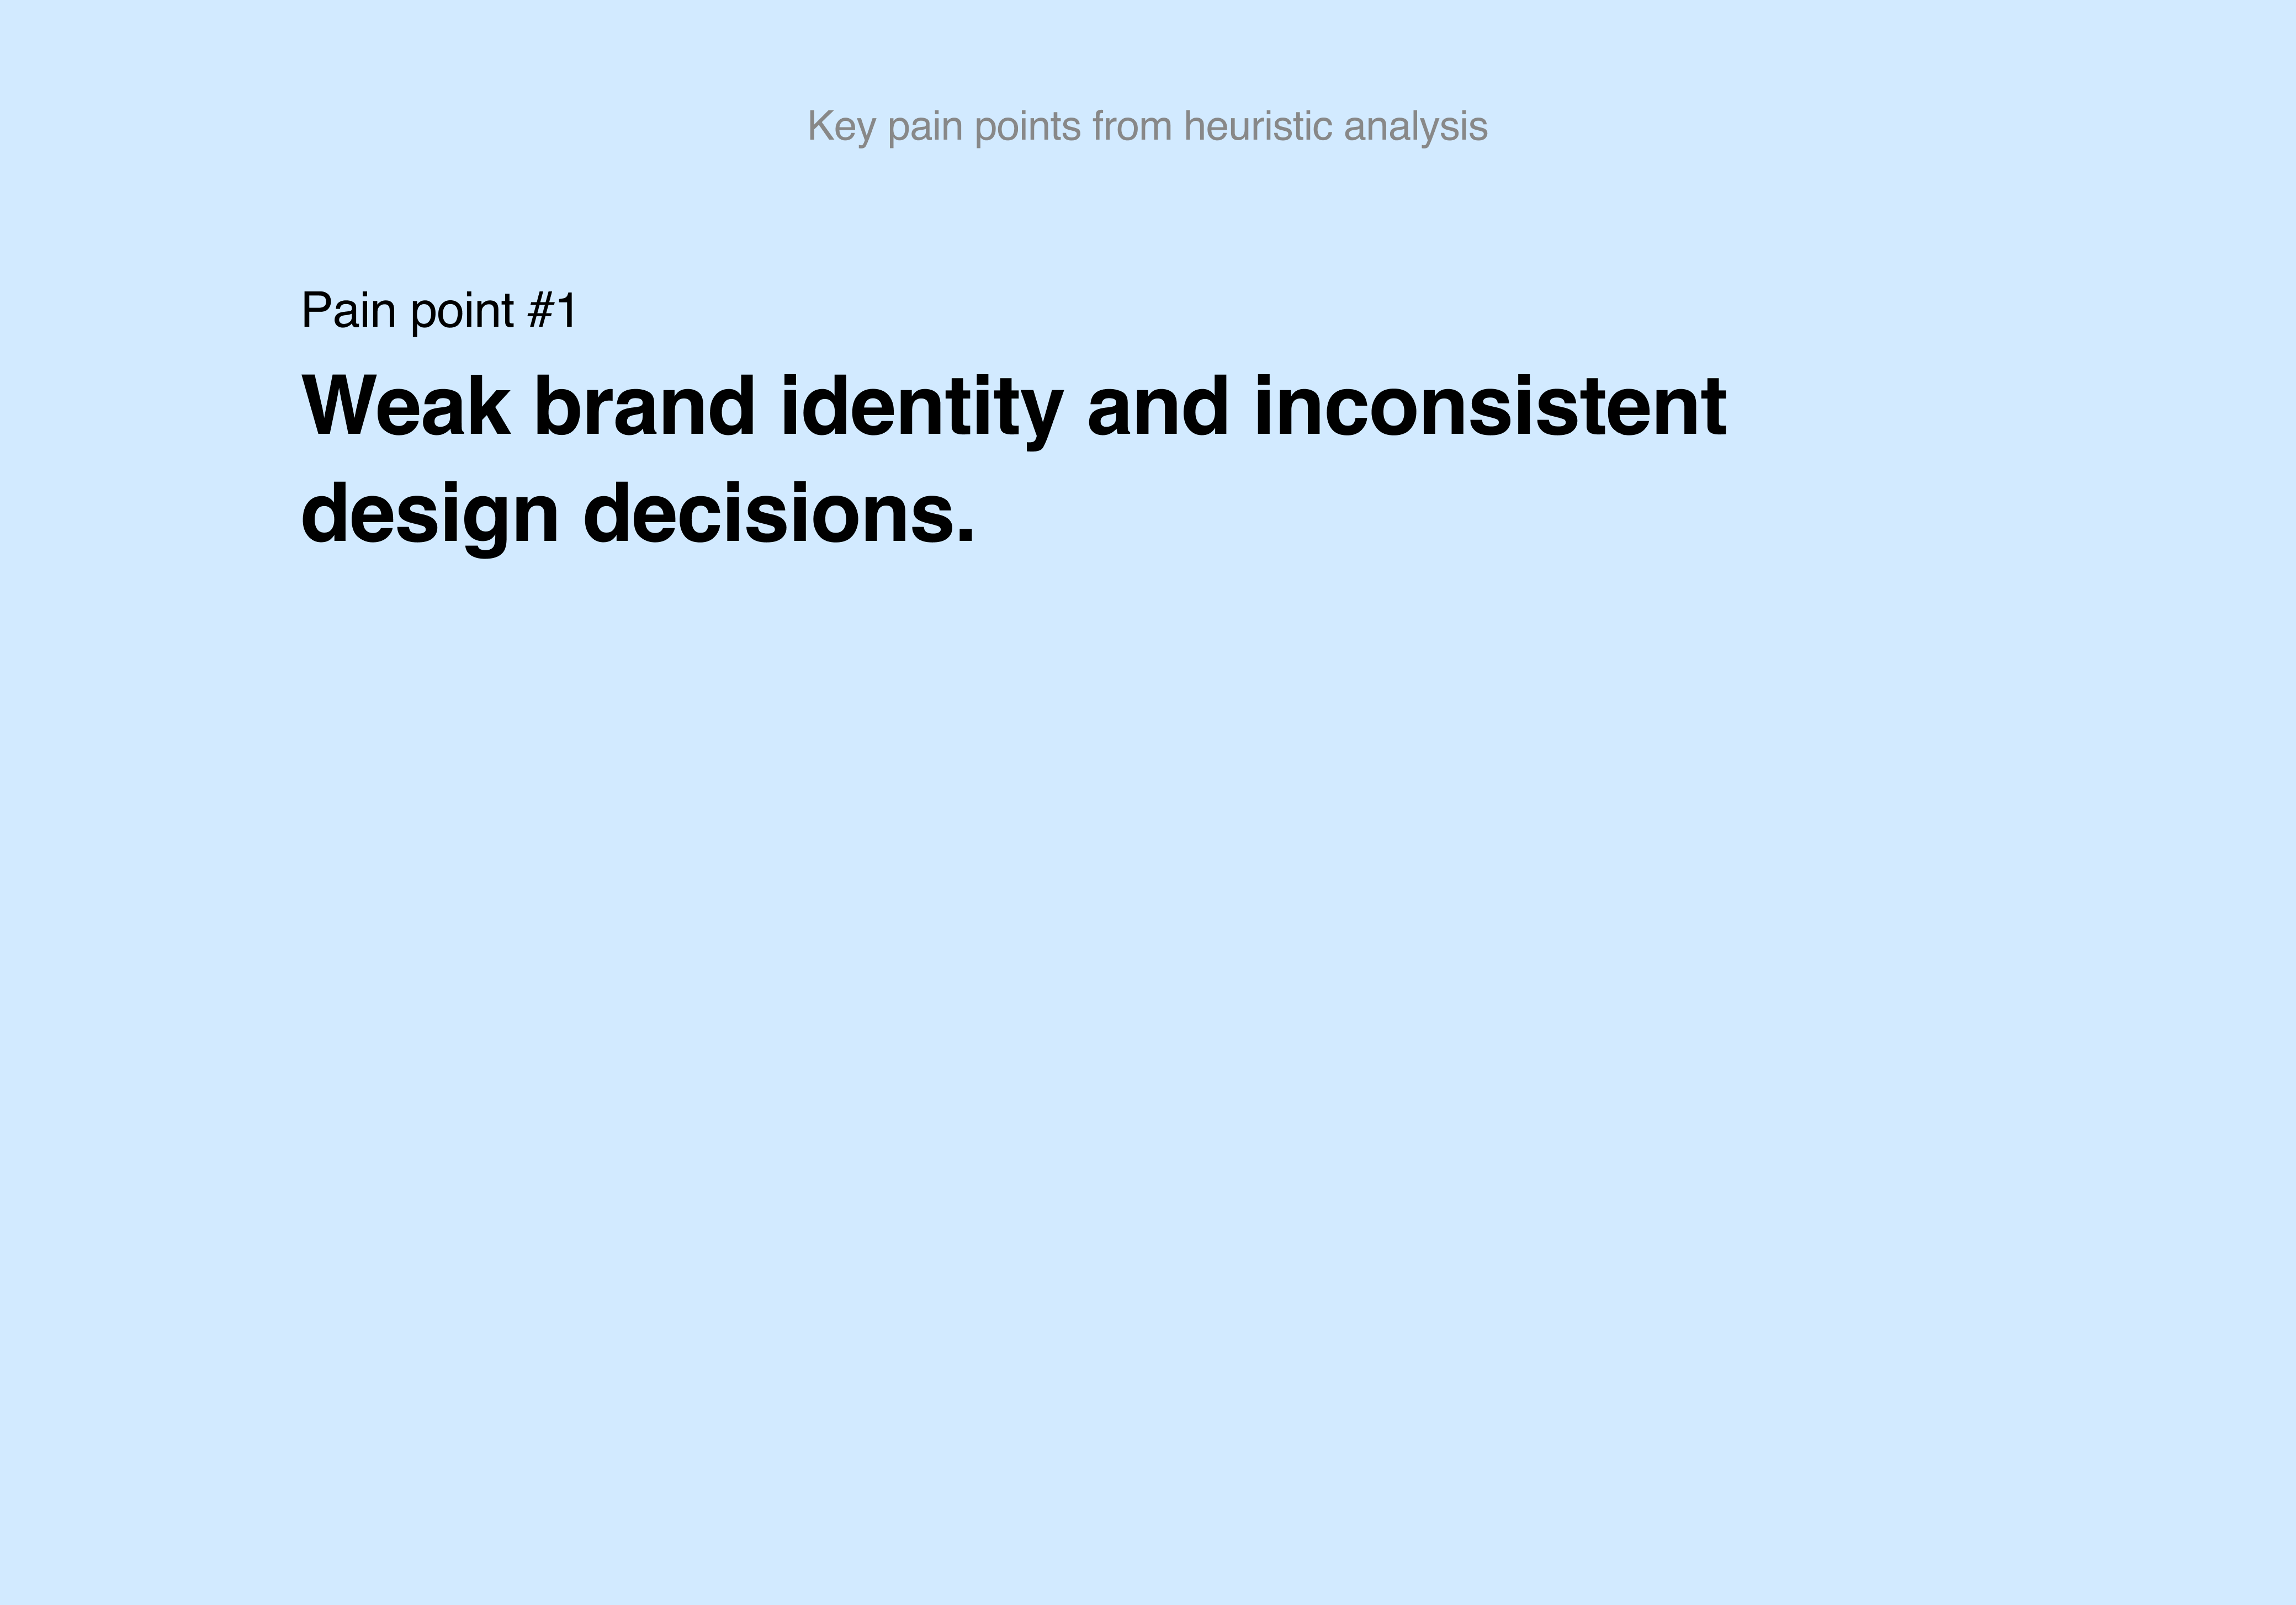 Key pain points from heuristic analysis
Pain point #1
Weak brand identity and inconsistent
design decisions.